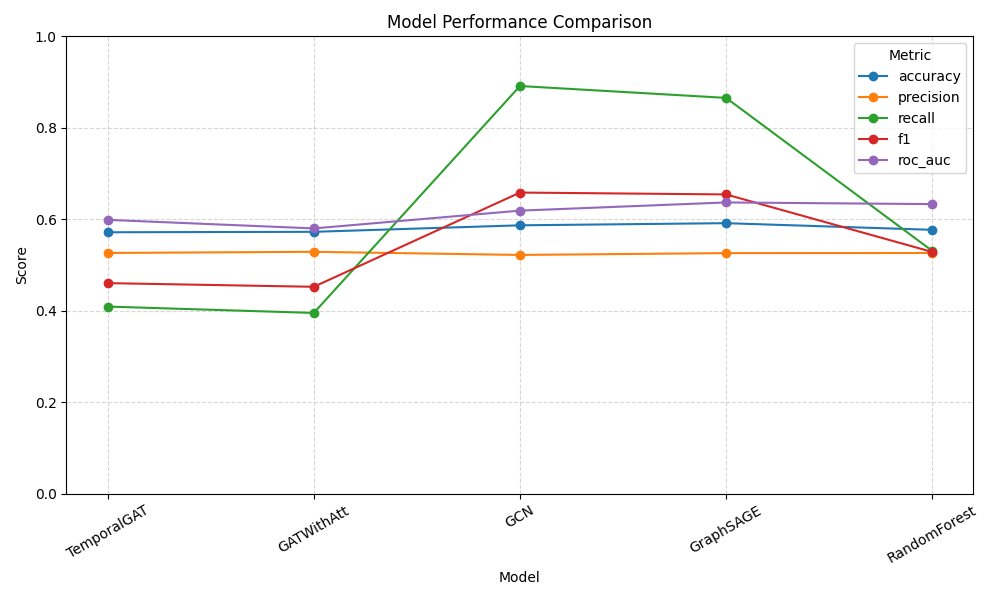 Model Performance Comparison
Metric
accuracy
precision
recall
f1
roc_auc
Score
1.0
0.8
0.6
0.4
0.2
0.0
TemporalGAT
GATWithAtt
GCN
GraphSAGE
RandomForest
Model